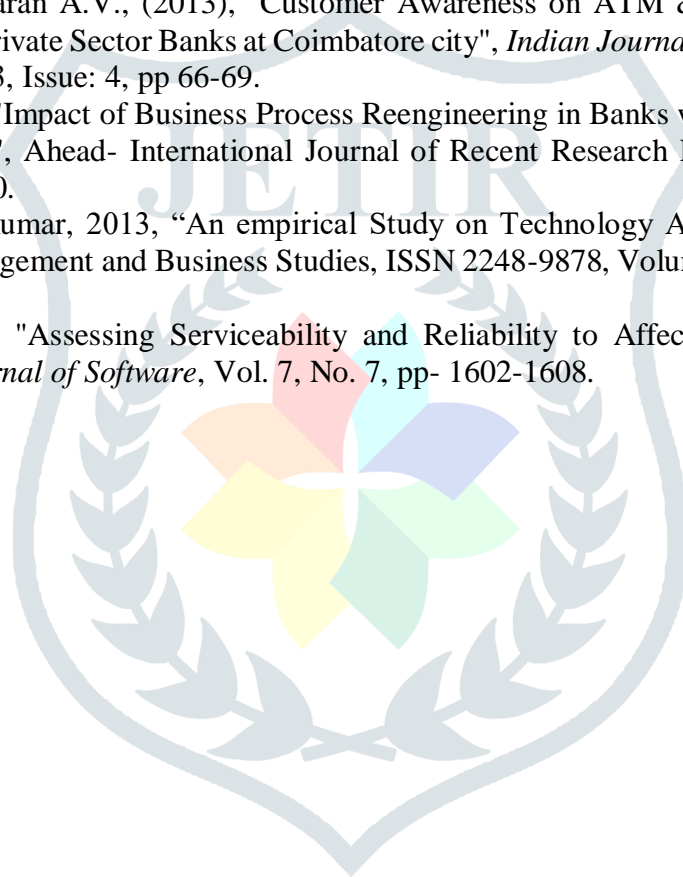 aran A.V., (2013), "Customer Awareness on ATM &
rivate Sector Banks at Coimbatore city", Indian Journa
, Issue: 4, pp 66-69.
"Impact of Business Process Reengineering in Banks
", Ahead- International Journal of Recent Research
0.
umar, 2013, “An empirical Study on Technology A
gement and Business Studies, ISSN 2248-9878, Volu
"Assessing Serviceability and Reliability to Affec
rnal of Software, Vol. 7, No. 7, pp- 1602-1608.
JETIR